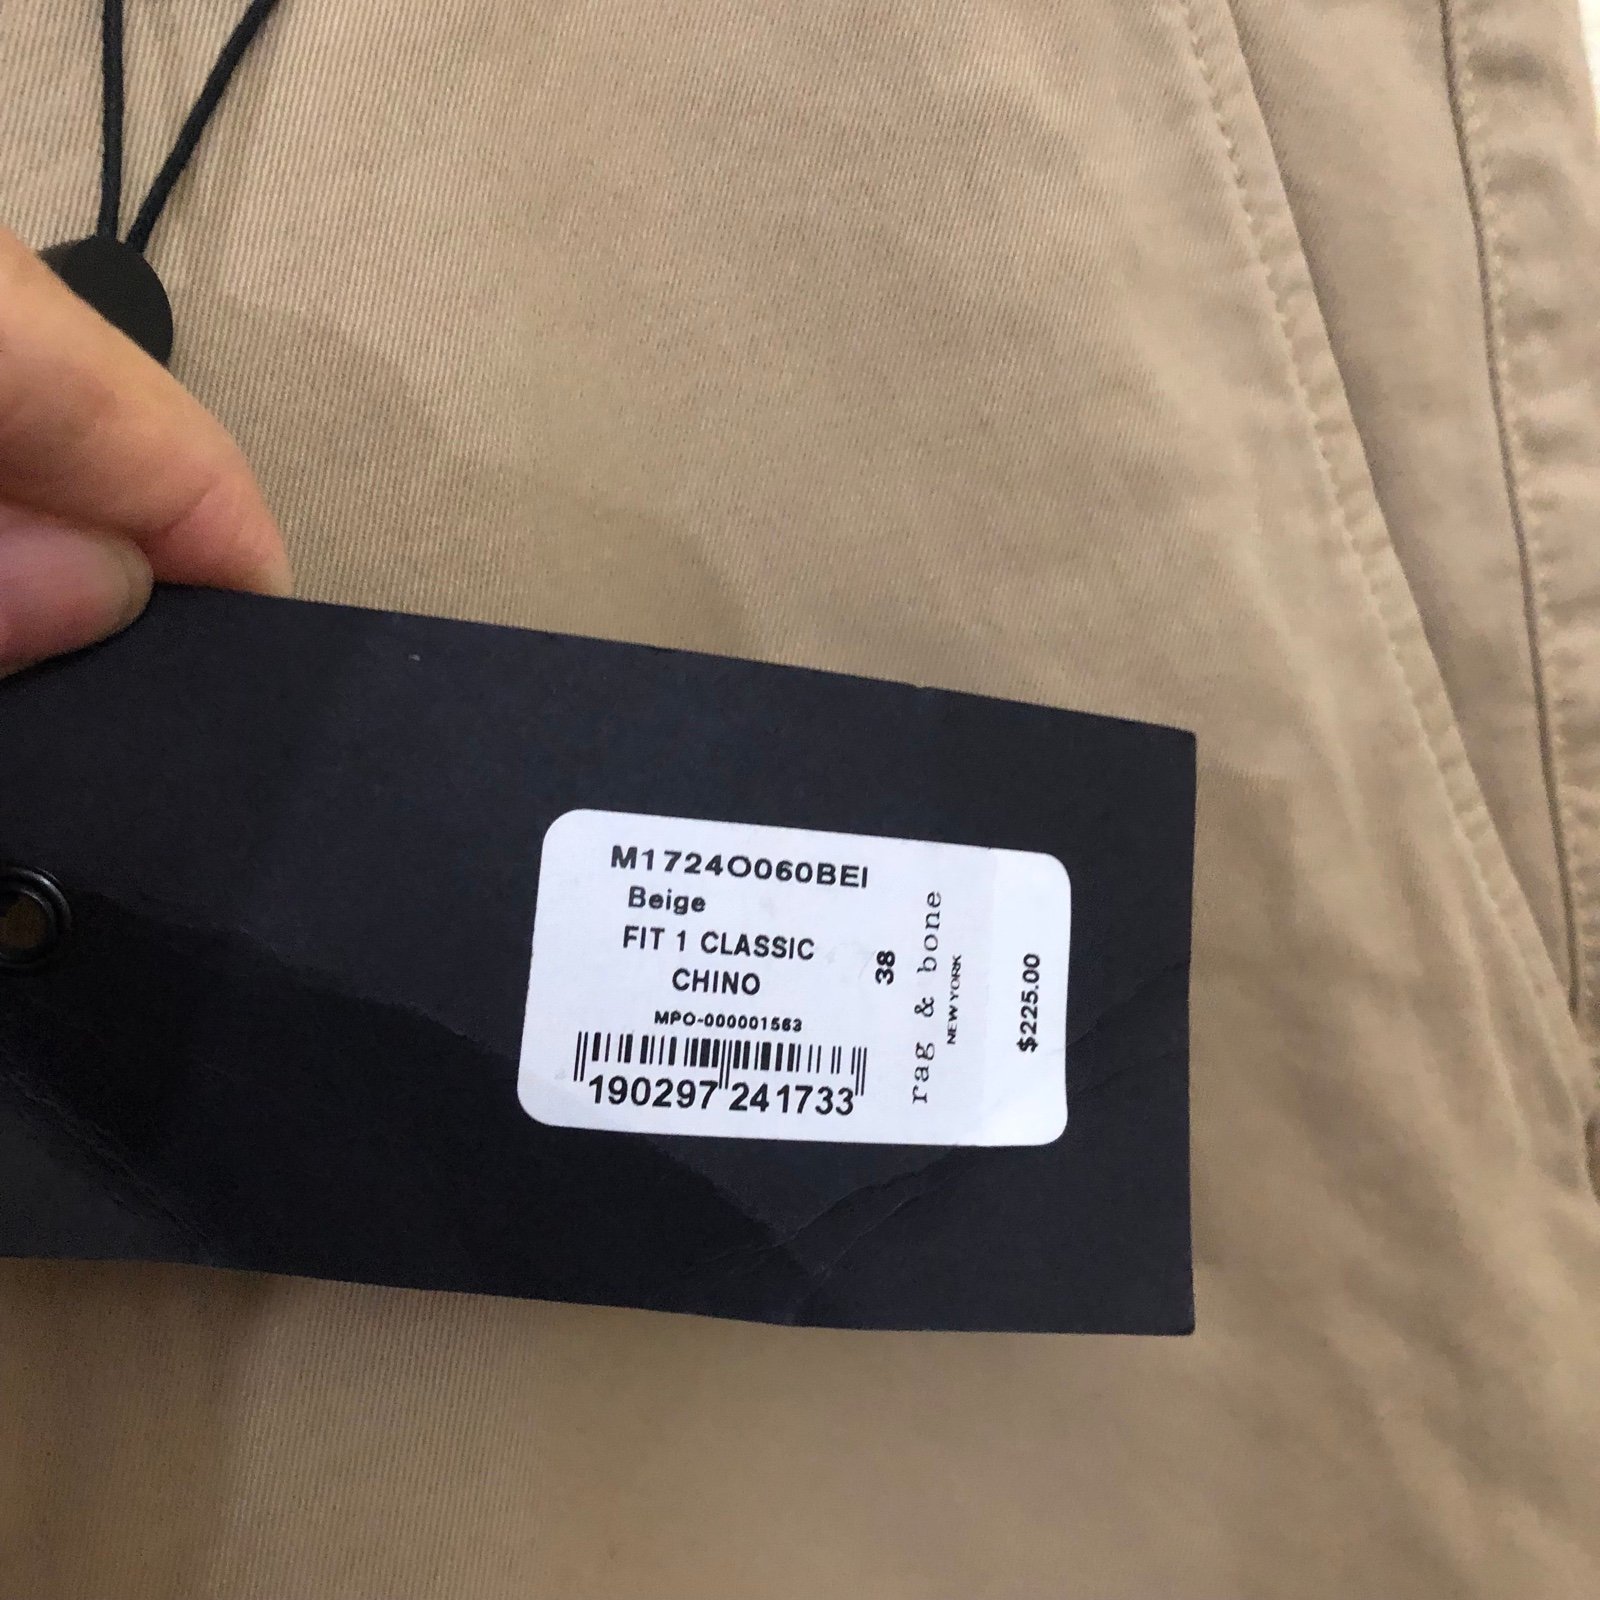 M1724O060BEI
Beige
FIT 1 CLASSIC
CHINO
MPO-000001563
190297 241733
38
rag & bone
NEW YORK
$225.00